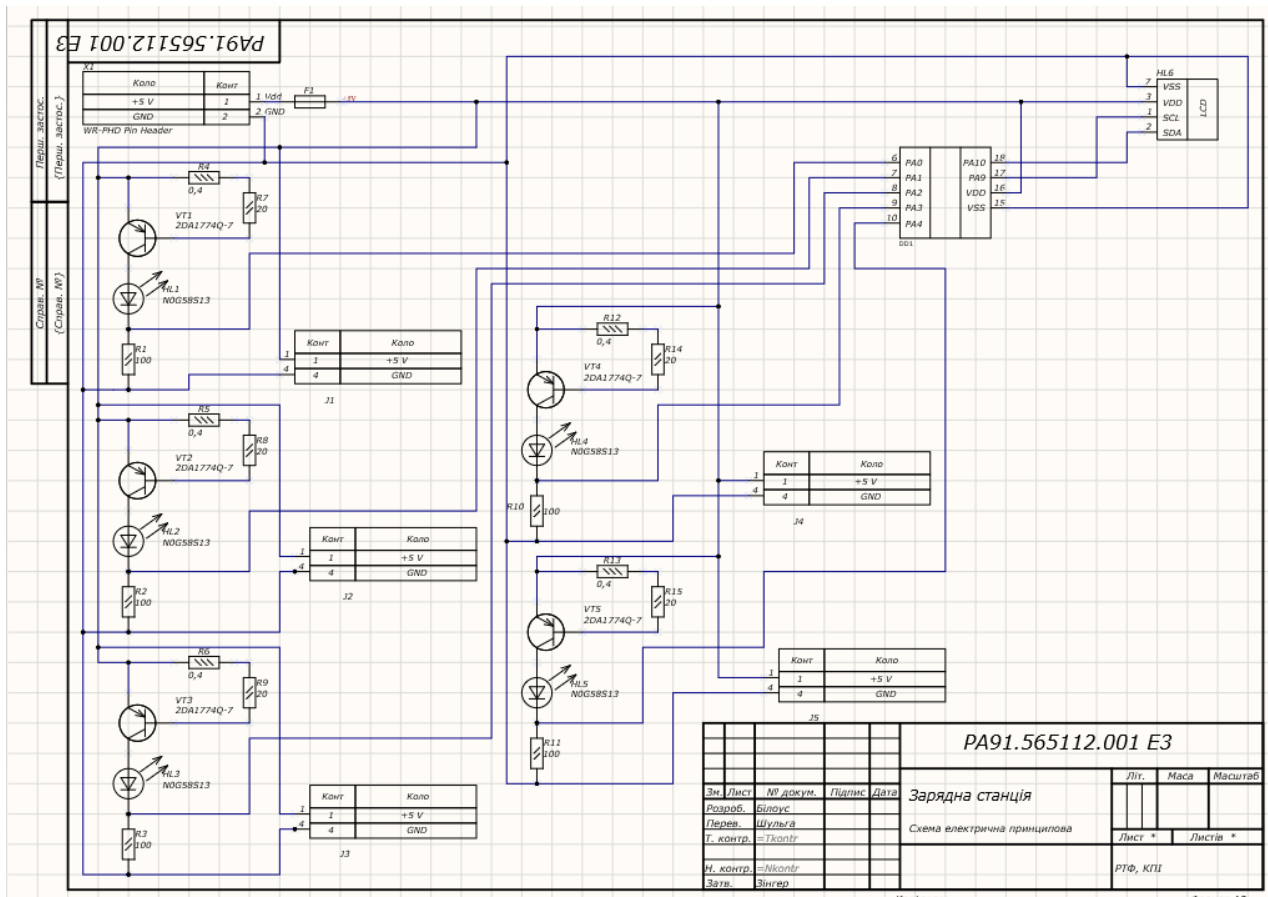 РА91.565112.001 Е3
Перш. застос.
{Перш. застос.}
Справ. №
{Справ. №}
X1
Коло Конт
+5 V 1
GND 2
WR-PHD Pin Header
1 Vdd
2 GND
F1
+5V
R4
0,4
R7
20
VT1
2DA1774Q-7
HL1
N0G58S13
R1
100
Конт Коло
1 1 +5 V
4 4 GND
J1
R5
0,4
R8
20
VT2
2DA1774Q-7
HL2
N0G58S13
R2
100
Конт Коло
1 1 +5 V
4 4 GND
J2
R6
0,4
R9
20
VT3
2DA1774Q-7
HL3
N0G58S13
R3
100
Конт Коло
1 1 +5 V
4 4 GND
J3
R12
0,4
R14
20
VT4
2DA1774Q-7
HL4
N0G58S13
R10
100
Конт Коло
1 1 +5 V
4 4 GND
J4
R13
0,4
R15
20
VT5
2DA1774Q-7
HL5
N0G58S13
R11
100
Конт Коло
1 1 +5 V
4 4 GND
J5
HL6
7 VSS
3 VDD
1 SCL
2 SDA
LCD
6 PA0 PA10 18
7 PA1 PA9 17
8 PA2 VDD 16
9 PA3 VSS 15
10 PA4
DD1
РА91.565112.001 Е3
Зм. Лист № докум. Підпис Дата
Розроб. Білоус
Перев. Шульга
Т. контр. =Tkontr
Н. контр. =Nkontr
Затв. Зінгер
Зарядна станція
Схема електрична принципова
Літ. Маса Масштаб
Лист * Листів *
РТФ, КПІ